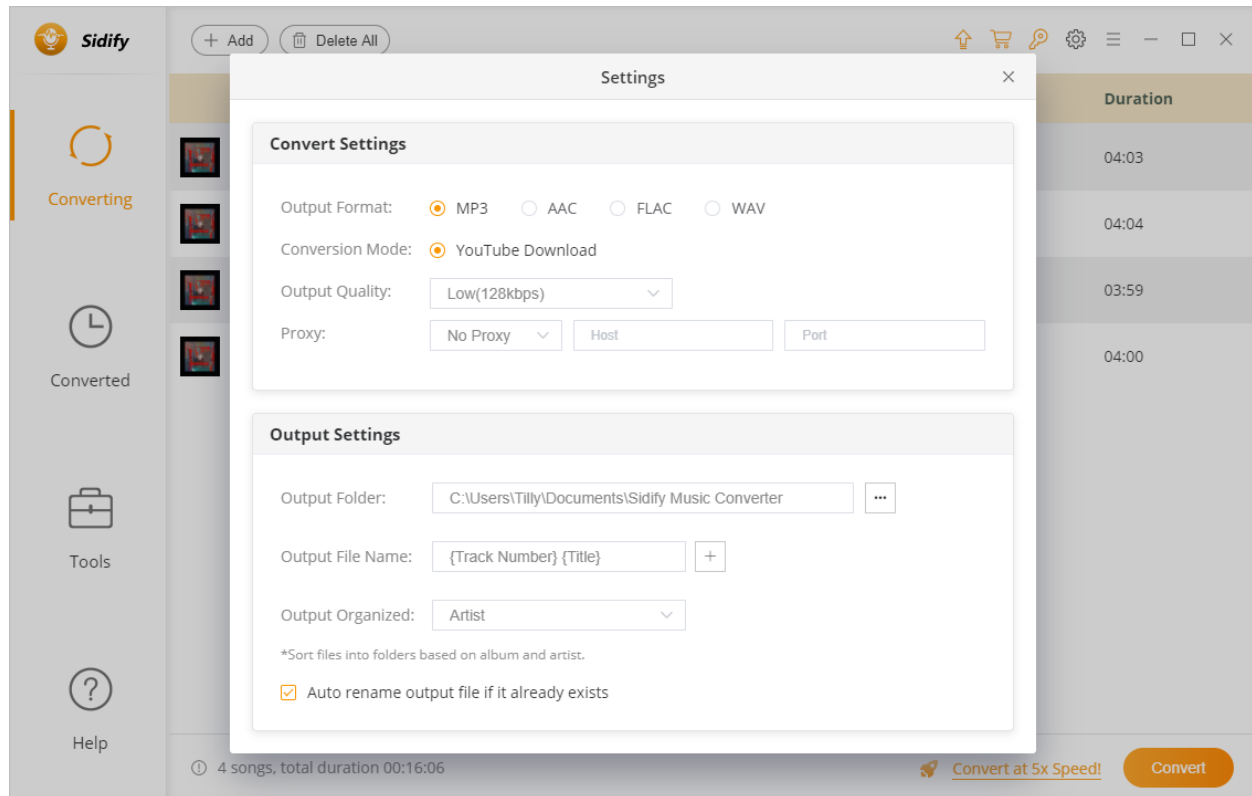 Sidify
Add
Delete All
Settings
Duration
Convert Settings
04:03
Output Format: MP3 AAC FLAC WAV
Converting
04:04
Conversion Mode: YouTube Download
Output Quality: Low(128kbps)
03:59
Proxy: No Proxy Host Port
04:00
Converted
Output Settings
Output Folder: C:\Users\Tilly\Documents\Sidify Music Converter ...
Output File Name: {Track Number} {Title} +
Tools
Output Organized: Artist
*Sort files into folders based on album and artist.
Auto rename output file if it already exists
Help
4 songs, total duration 00:16:06
Convert at 5x Speed!
Convert